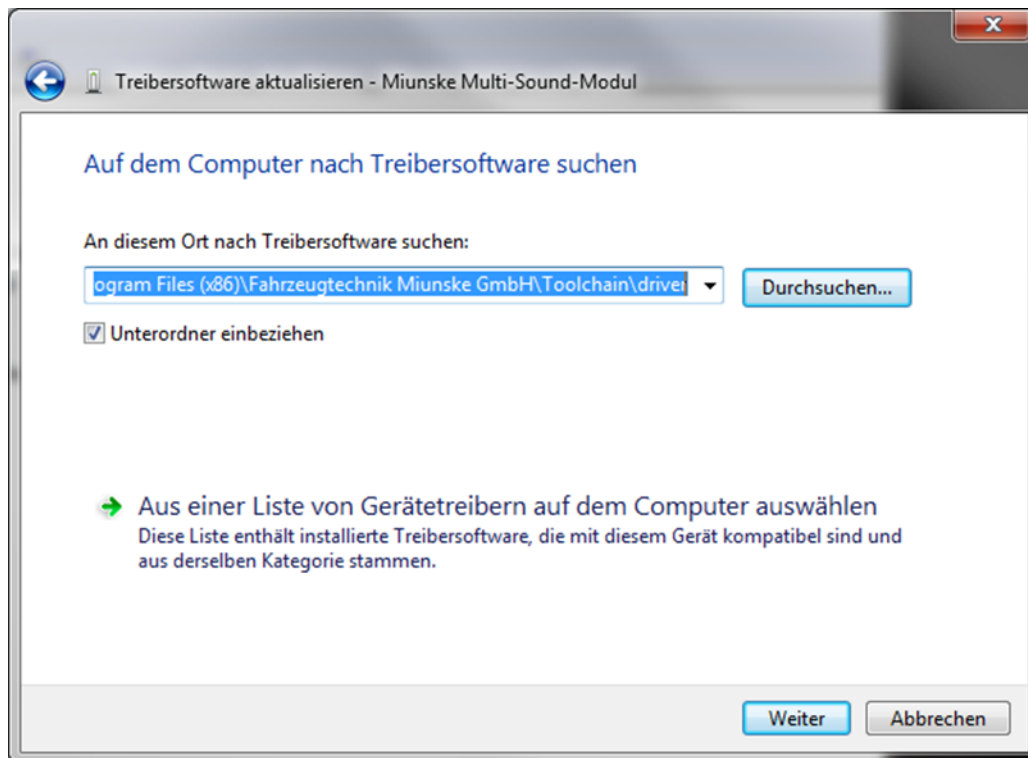 Treibersoftware aktualisieren - Miunske Multi-Sound-Modul
Auf dem Computer nach Treibersoftware suchen
An diesem Ort nach Treibersoftware suchen:
ogram Files (x86)\Fahrzeugtechnik Miunske GmbH\Toolchain\driver
Durchsuchen...
Unterordner einbeziehen
Aus einer Liste von Gerätetreibern auf dem Computer auswählen
Diese Liste enthält installierte Treibersoftware, die mit diesem Gerät kompatibel sind und
aus derselben Kategorie stammen.
Weiter
Abbrechen